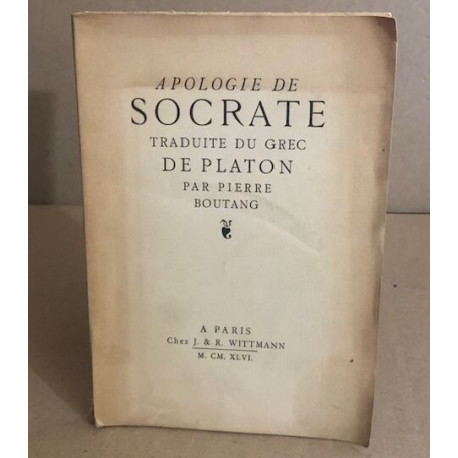 APOLOGIE DE
SOCRATE
TRADUITE DU GREC
DE PLATON
PAR PIERRE
BOUTANG
A PARIS
Chez J. & R. WITTMANN
M. CM. XLVI.